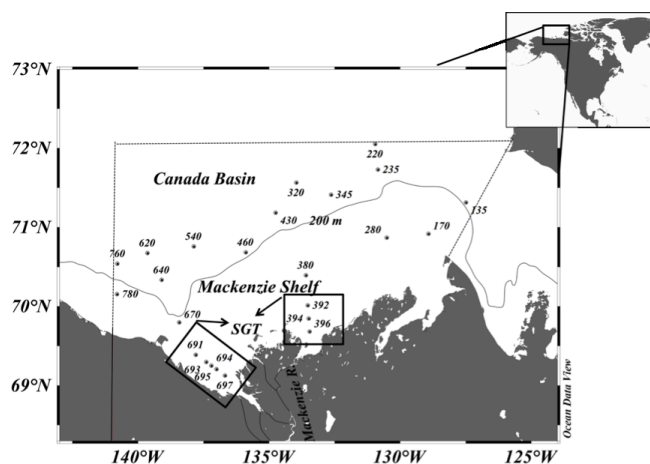 73°N
72°N
220
235
Canada Basin
320
345
135
430
200 m
71°N
540
280
170
620
460
760
640
380
780
Mackenzie Shelf
70°N
392
670
394
396
SGT
691
694
693
695
697
69°N
Mackenzie R.
Ocean Data View
140°W
135°W
130°W
125°W